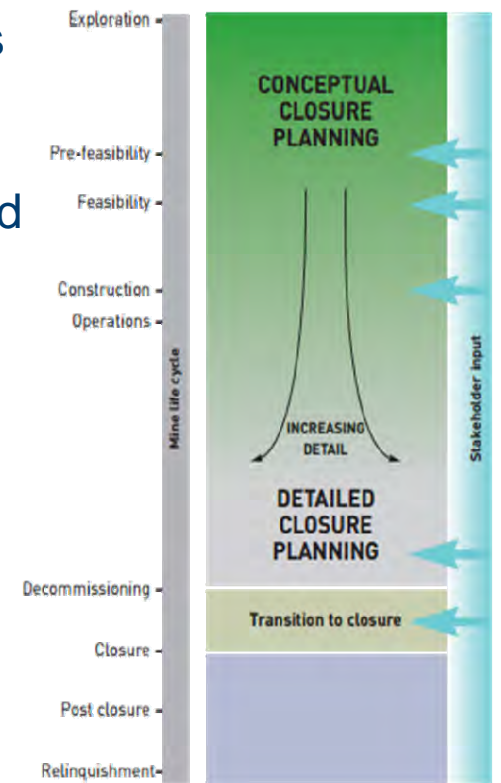 s
d
Exploration
CONCEPTUAL
CLOSURE
PLANNING
Pre-feasibility
Feasibility
Construction
Operations
Mine life cycle
Stakeholder input
INCREASING
DETAIL
DETAILED
CLOSURE
PLANNING
Decommissioning
Transition to closure
Closure
Post closure
Relinquishment